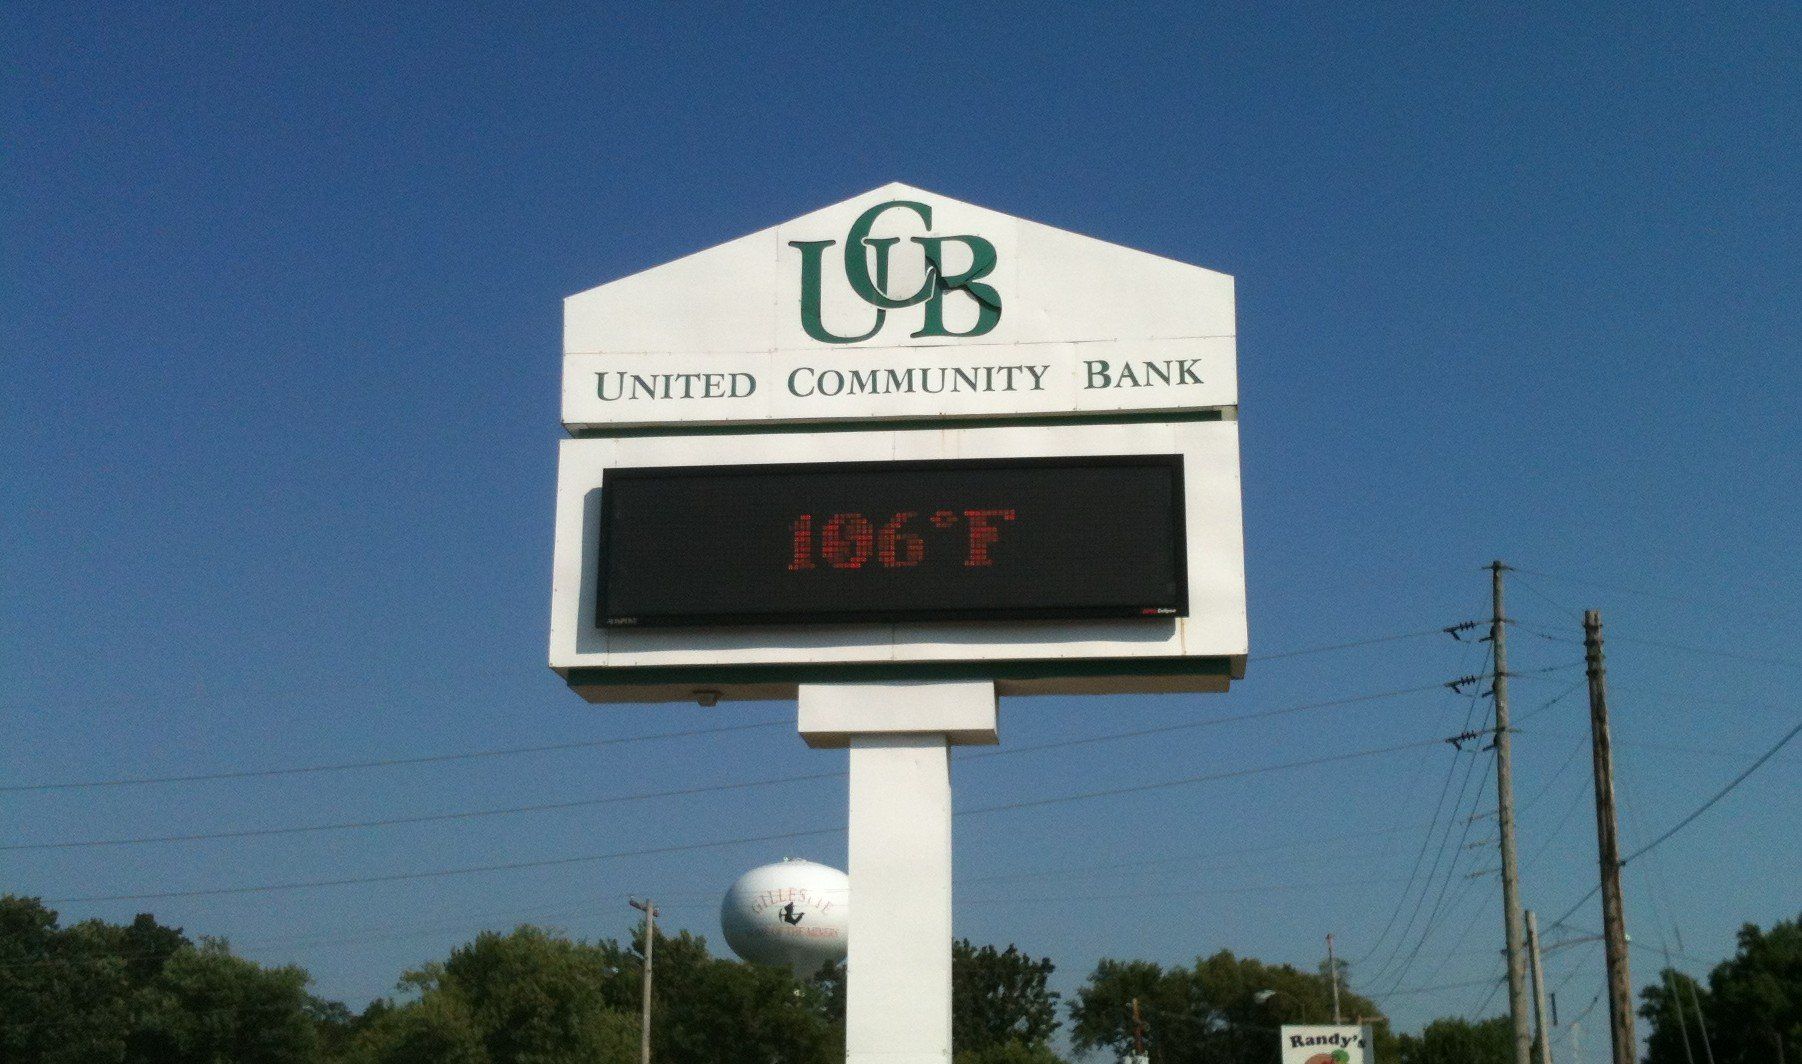 UCB
UNITED COMMUNITY BANK
106°F
GILLESPIE
Randy's